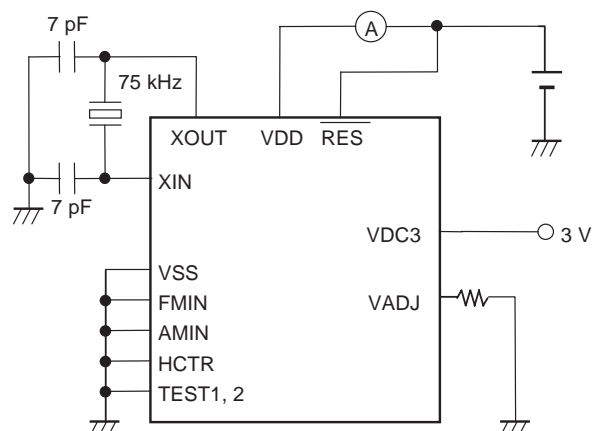 7 pF
A
75 kHz
XOUT VDD RES
XIN
7 pF
VDC3
3 V
VSS
FMIN
VADJ
AMIN
HCTR
TEST1, 2